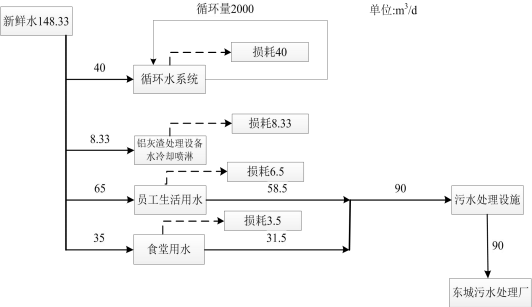 循环量2000
单位:m³/d
新鲜水148.33
损耗40
40
循环水系统
损耗8.33
8.33
铝灰渣处理设备
水冷却喷淋
损耗6.5
65
员工生活用水
58.5
90
污水处理设施
损耗3.5
35
食堂用水
31.5
90
东城污水处理厂